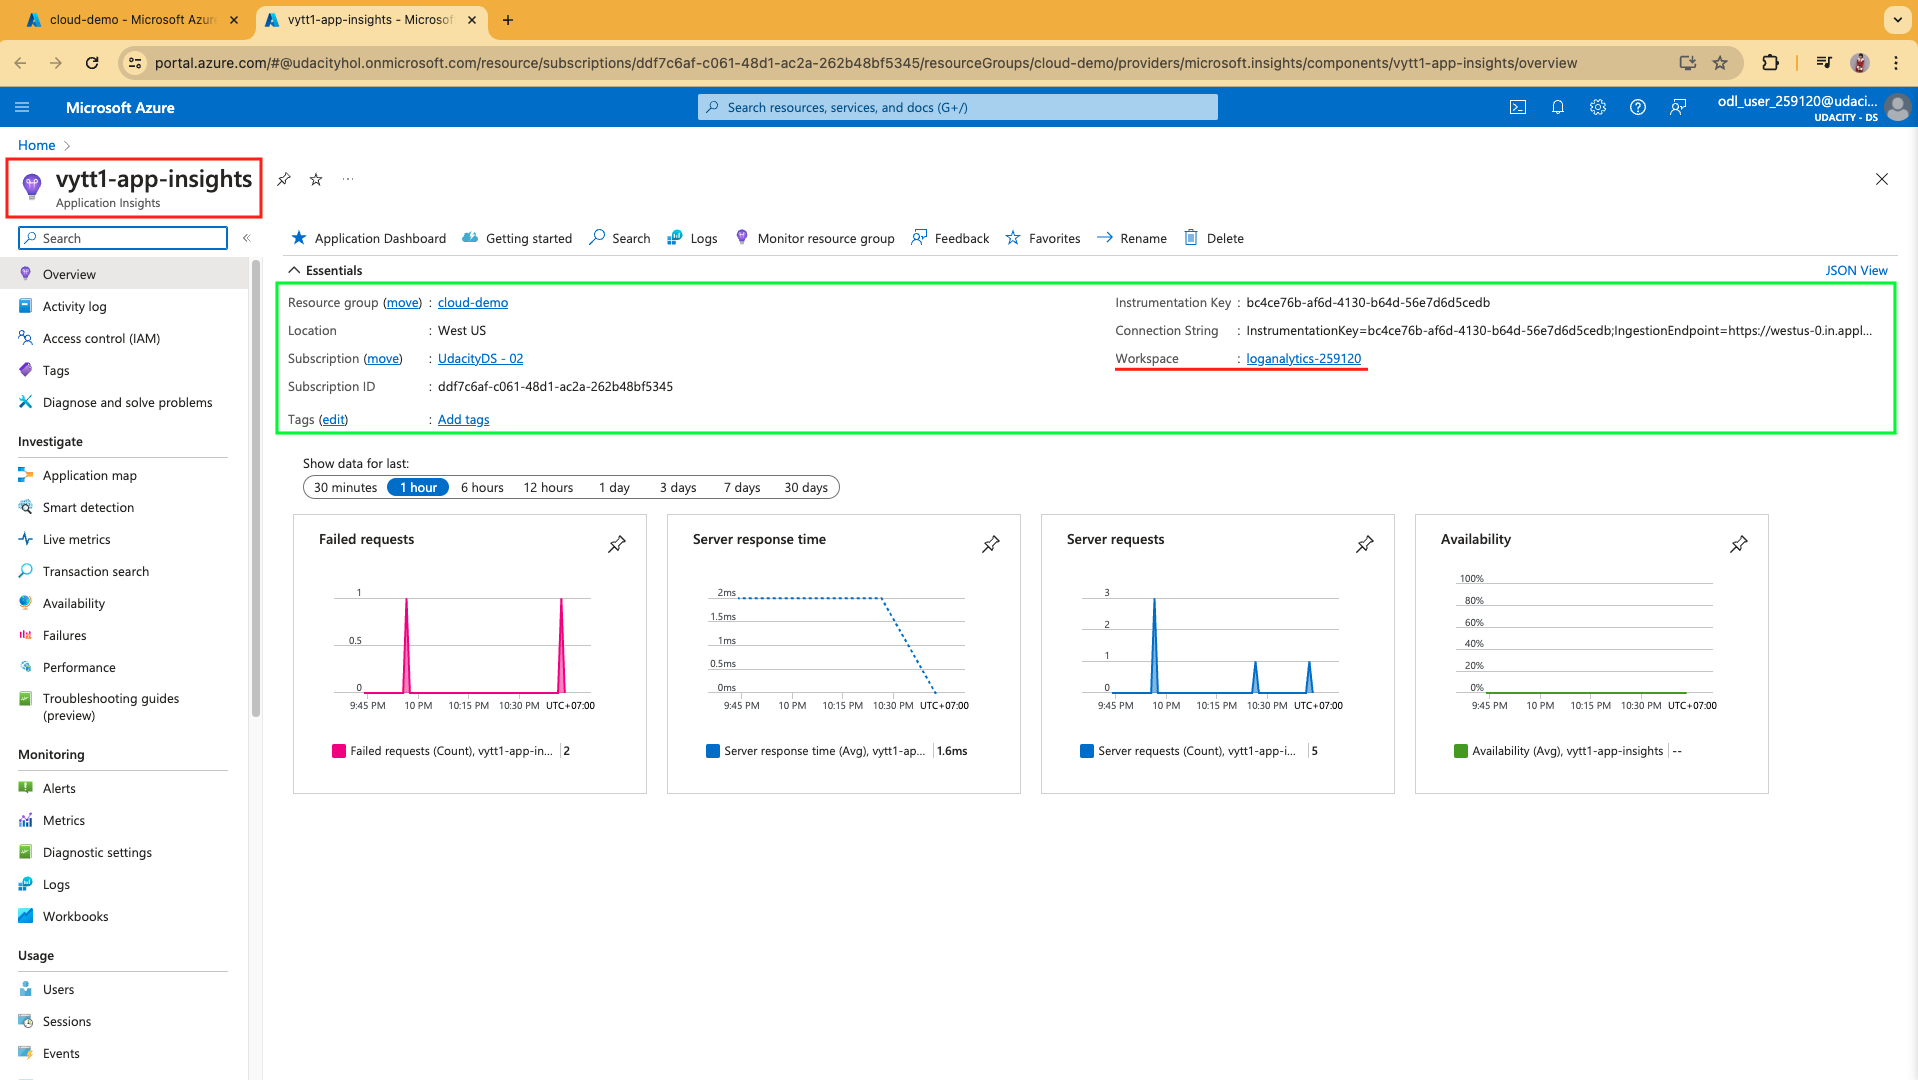 cloud-demo - Microsoft Azur
vytt1-app-insights - Microsof
portal.azure.com/#@udacityhol.onmicrosoft.com/resource/subscriptions/ddf7c6af-c061-48d1-ac2a-262b48bf5345/resourceGroups/cloud-demo/providers/microsoft.insights/components/vytt1-app-insights/overview
Microsoft Azure
Search resources, services, and docs (G+/)
odl_user_259120@udaci...
UDACITY - DS
Home
vytt1-app-insights
Application Insights
Search
Application Dashboard
Getting started
Search
Logs
Monitor resource group
Feedback
Favorites
Rename
Delete
Overview
Activity log
Access control (IAM)
Tags
Diagnose and solve problems
Investigate
Application map
Smart detection
Live metrics
Transaction search
Availability
Failures
Performance
Troubleshooting guides
(preview)
Monitoring
Alerts
Metrics
Diagnostic settings
Logs
Workbooks
Usage
Users
Sessions
Events
Essentials
JSON View
Resource group (move) : cloud-demo
Location : West US
Subscription (move) : UdacityDS - 02
Subscription ID : ddf7c6af-c061-48d1-ac2a-262b48bf5345
Tags (edit) : Add tags
Instrumentation Key : bc4ce76b-af6d-4130-b64d-56e7d6d5cedb
Connection String : InstrumentationKey=bc4ce76b-af6d-4130-b64d-56e7d6d5cedb;IngestionEndpoint=https://westus-0.in.appl...
Workspace : loganalytics-259120
Show data for last:
30 minutes 1 hour 6 hours 12 hours 1 day 3 days 7 days 30 days
Failed requests
1
0.5
0
9:45 PM 10 PM 10:15 PM 10:30 PM UTC+07:00
Failed requests (Count), vytt1-app-in... 2
Server response time
2ms
1.5ms
1ms
0.5ms
0ms
9:45 PM 10 PM 10:15 PM 10:30 PM UTC+07:00
Server response time (Avg), vytt1-ap... 1.6ms
Server requests
3
2
1
0
9:45 PM 10 PM 10:15 PM 10:30 PM UTC+07:00
Server requests (Count), vytt1-app-i... 5
Availability
100%
80%
60%
40%
20%
0%
9:45 PM 10 PM 10:15 PM 10:30 PM UTC+07:00
Availability (Avg), vytt1-app-insights --